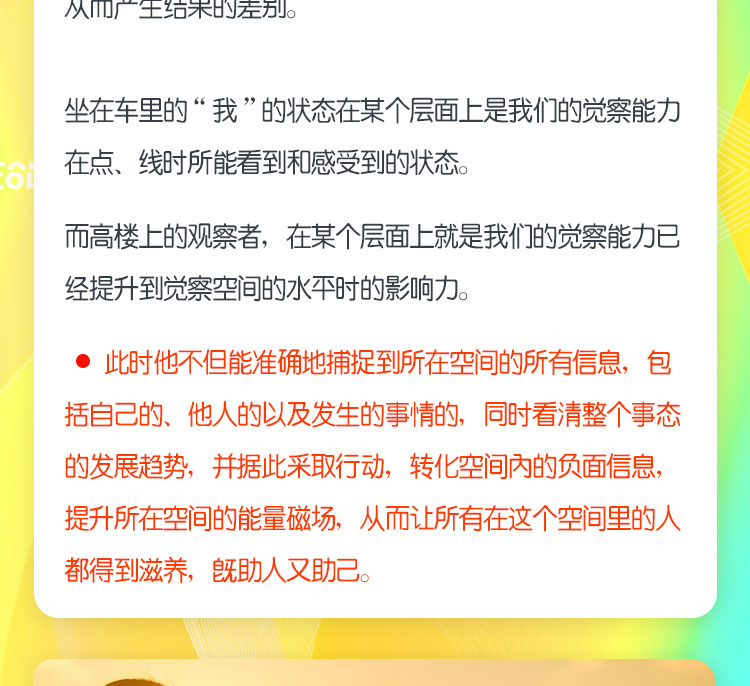 从而产生结果的差别。
坐在车里的“我”的状态在某个层面上是我们的觉察能力
在点、线时所能看到和感受到的状态。
而高楼上的观察者，在某个层面上就是我们的觉察能力已
经提升到觉察空间的水平时的影响力。
● 此时他不但能准确地捕捉到所在空间的所有信息，包
括自己的、他人的以及发生的事情的，同时看清整个事态
的发展趋势，并据此采取行动，转化空间内的负面信息，
提升所在空间的能量磁场，从而让所有在这个空间里的人
都得到滋养，既助人又助己。